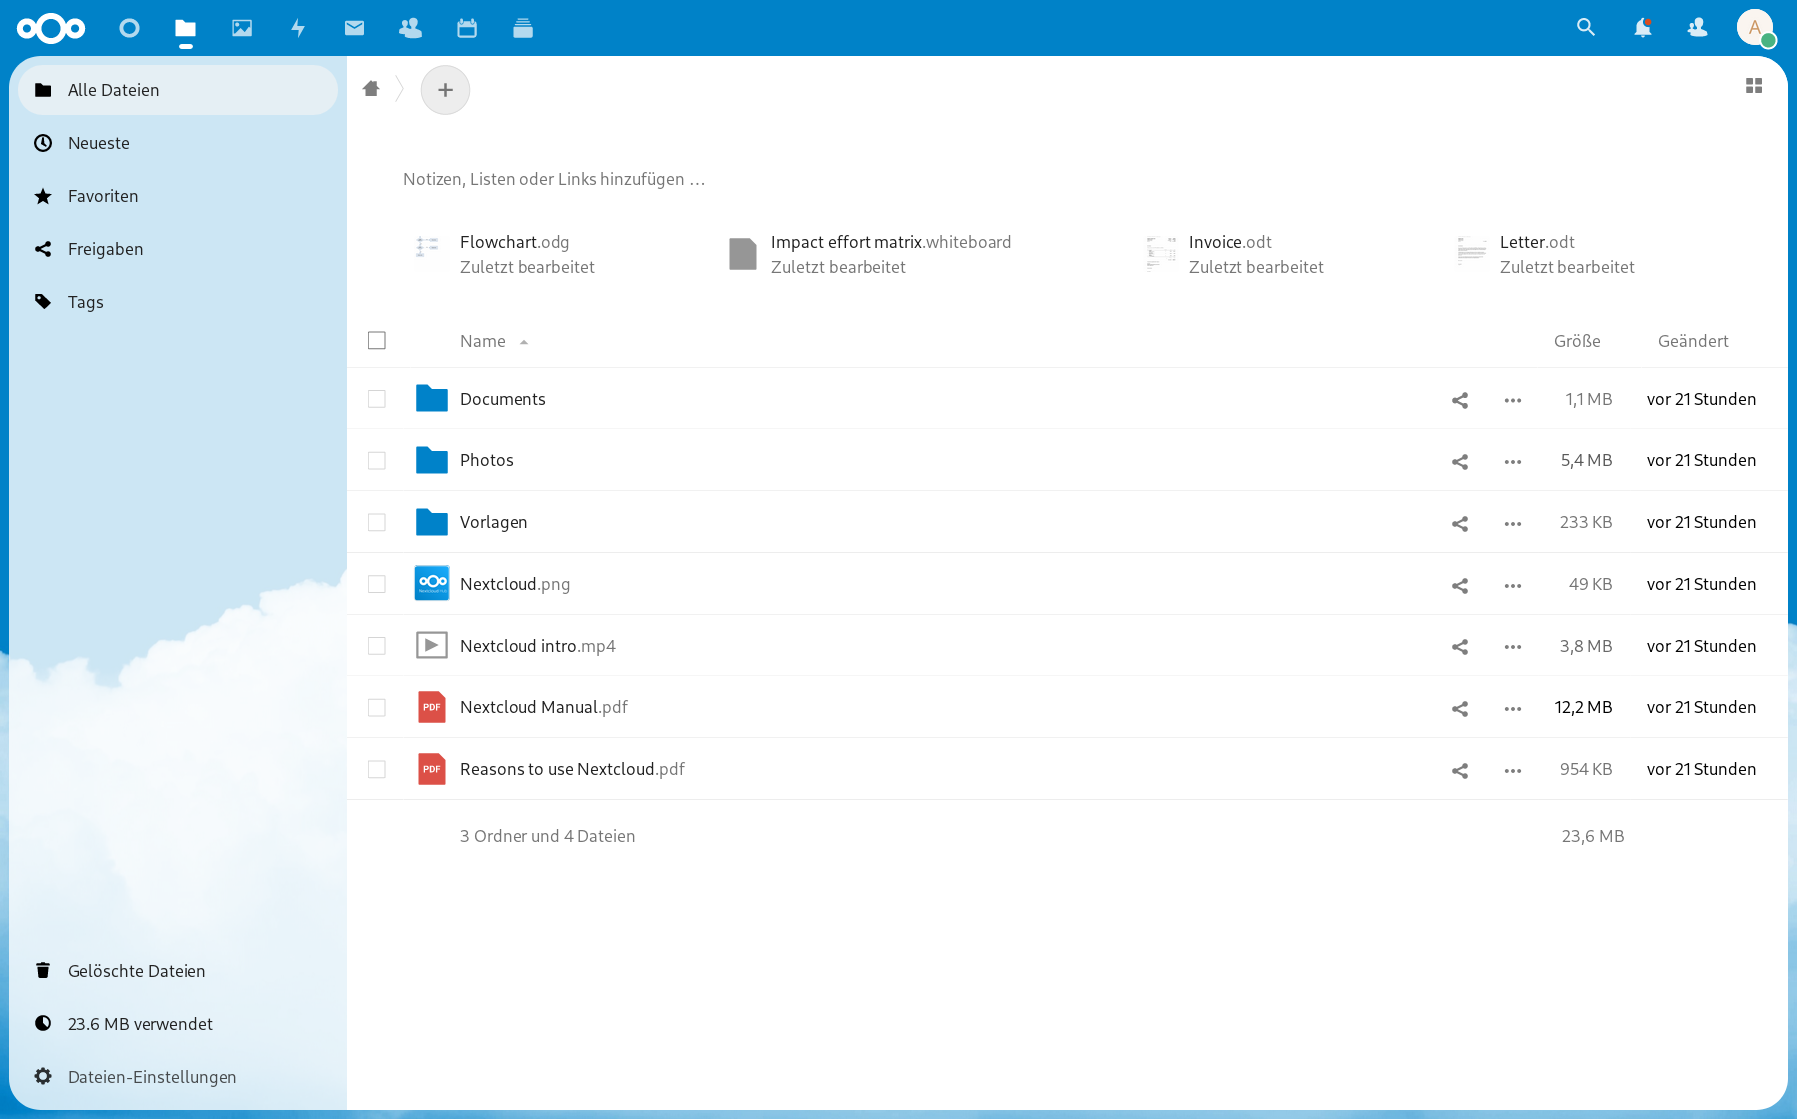 A
Alle Dateien
Neueste
Favoriten
Freigaben
Tags
Gelöschte Dateien
23.6 MB verwendet
Dateien-Einstellungen
Notizen, Listen oder Links hinzufügen ...
Flowchart.odg
Zuletzt bearbeitet
Impact effort matrix.whiteboard
Zuletzt bearbeitet
Invoice.odt
Zuletzt bearbeitet
Letter.odt
Zuletzt bearbeitet
Name Größe Geändert
Documents 1,1 MB vor 21 Stunden
Photos 5,4 MB vor 21 Stunden
Vorlagen 233 KB vor 21 Stunden
Nextcloud.png 49 KB vor 21 Stunden
Nextcloud intro.mp4 3,8 MB vor 21 Stunden
PDF Nextcloud Manual.pdf 12,2 MB vor 21 Stunden
PDF Reasons to use Nextcloud.pdf 954 KB vor 21 Stunden
3 Ordner und 4 Dateien 23,6 MB